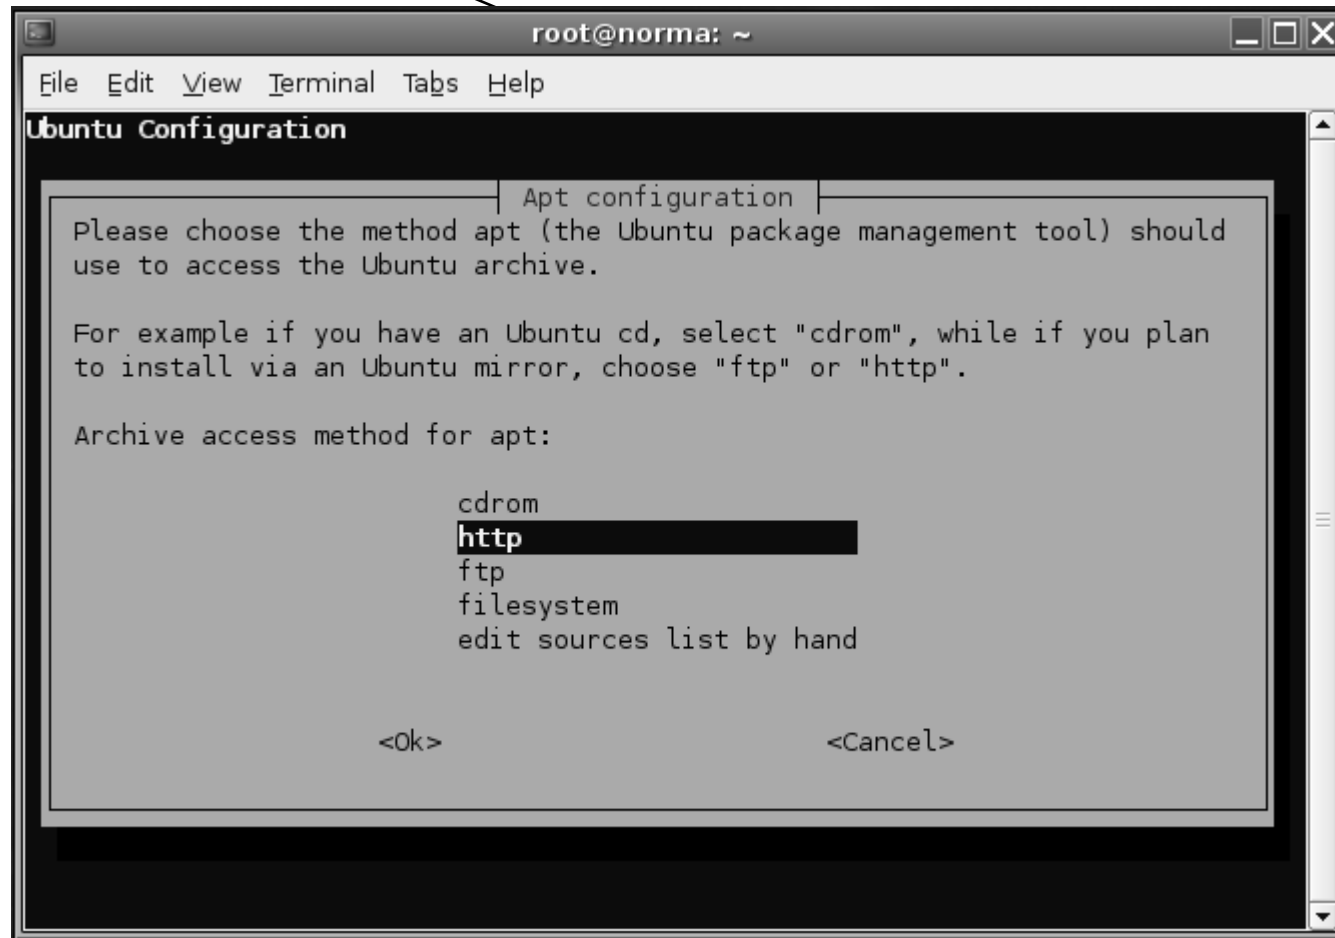 root@norma: ~
File Edit View Terminal Tabs Help
Ubuntu Configuration
Apt configuration
Please choose the method apt (the Ubuntu package management tool) should
use to access the Ubuntu archive.
For example if you have an Ubuntu cd, select "cdrom", while if you plan
to install via an Ubuntu mirror, choose "ftp" or "http".
Archive access method for apt:
cdrom
http
ftp
filesystem
edit sources list by hand
<Ok> <Cancel>